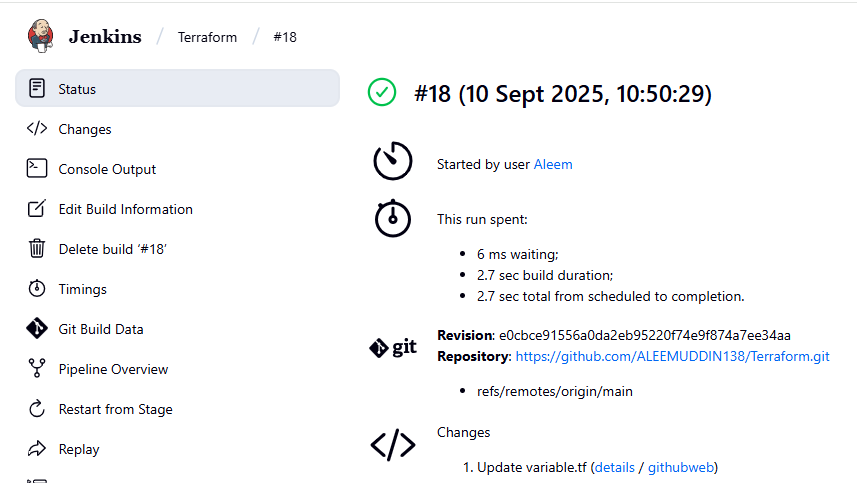 Jenkins / Terraform / #18
Status
Changes
Console Output
Edit Build Information
Delete build ‘#18’
Timings
Git Build Data
Pipeline Overview
Restart from Stage
Replay
#18 (10 Sept 2025, 10:50:29)
Started by user Aleem
This run spent:
• 6 ms waiting;
• 2.7 sec build duration;
• 2.7 sec total from scheduled to completion.
git
Revision: e0cbce91556a0da2eb95220f74e9f874a7ee34aa
Repository: https://github.com/ALEEMUDDIN138/Terraform.git
• refs/remotes/origin/main
Changes
1. Update variable.tf (details / githubweb)